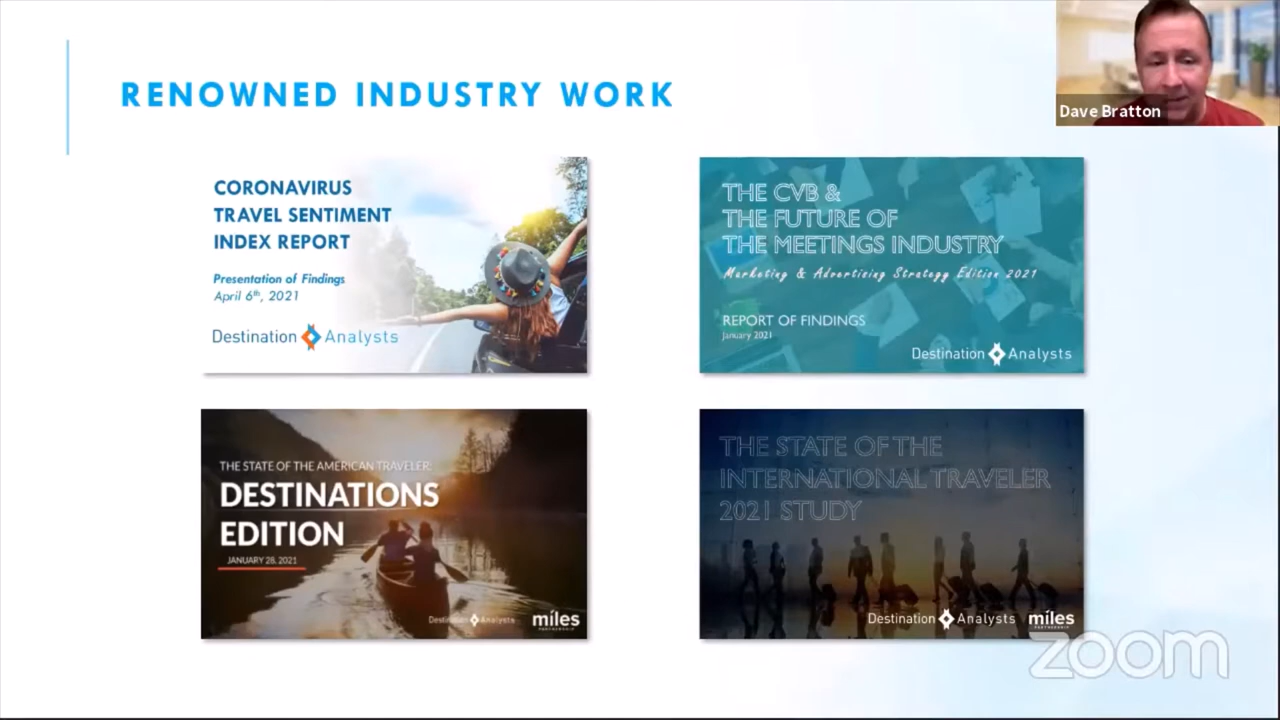 RENOWNED INDUSTRY WORK
Dave Bratton
CORONAVIRUS
TRAVEL SENTIMENT
INDEX REPORT
Presentation of Findings
April 6th, 2021
Destination Analysts
THE CVB &
THE FUTURE OF
THE MEETINGS INDUSTRY
Marketing & Advertising Strategy Edition 2021
REPORT OF FINDINGS
January 2021
Destination Analysts
THE STATE OF THE AMERICAN TRAVELER:
DESTINATIONS
EDITION
JANUARY 28, 2021
Destination Analysts
miles
PARTNERSHIP
THE STATE OF THE
INTERNATIONAL TRAVELER
2021 STUDY
Destination Analysts
miles
PARTNERSHIP
zoom